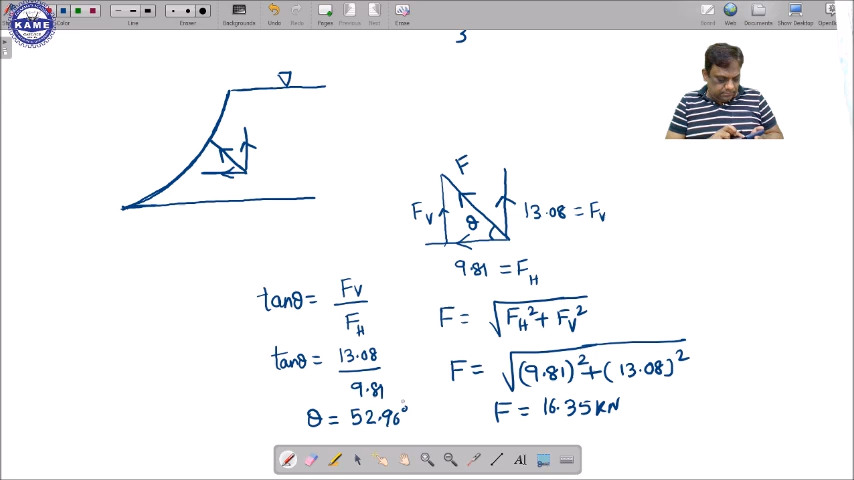 KAME
Line
Eraser
Backgrounds
Undo
Redo
Pages
Previous
Next
Erase
Board
Web
Documents
Show Desktop
3
F
Fv
θ
13.08 = Fv
9.81 = FH
tanθ = Fv/FH
F = √(FH² + Fv²)
tanθ = 13.08/9.81
F = √((9.81)² + (13.08)²)
θ = 52.96°
F = 16.35 KN
AI